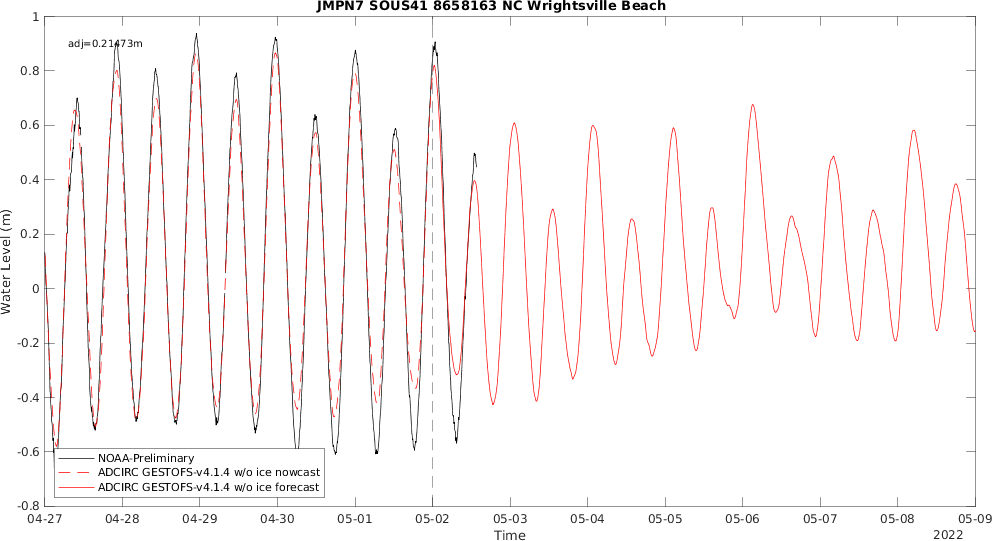 JMPN7 SOUS41 8658163 NC Wrightsville Beach
adj=0.21473m
1
0.8
0.6
0.4
0.2
0
-0.2
-0.4
-0.6
-0.8
Water Level (m)
NOAA-Preliminary
ADCIRC GESTOFS-v4.1.4 w/o ice nowcast
ADCIRC GESTOFS-v4.1.4 w/o ice forecast
04-27 04-28 04-29 04-30 05-01 05-02 05-03 05-04 05-05 05-06 05-07 05-08 05-09
Time
2022